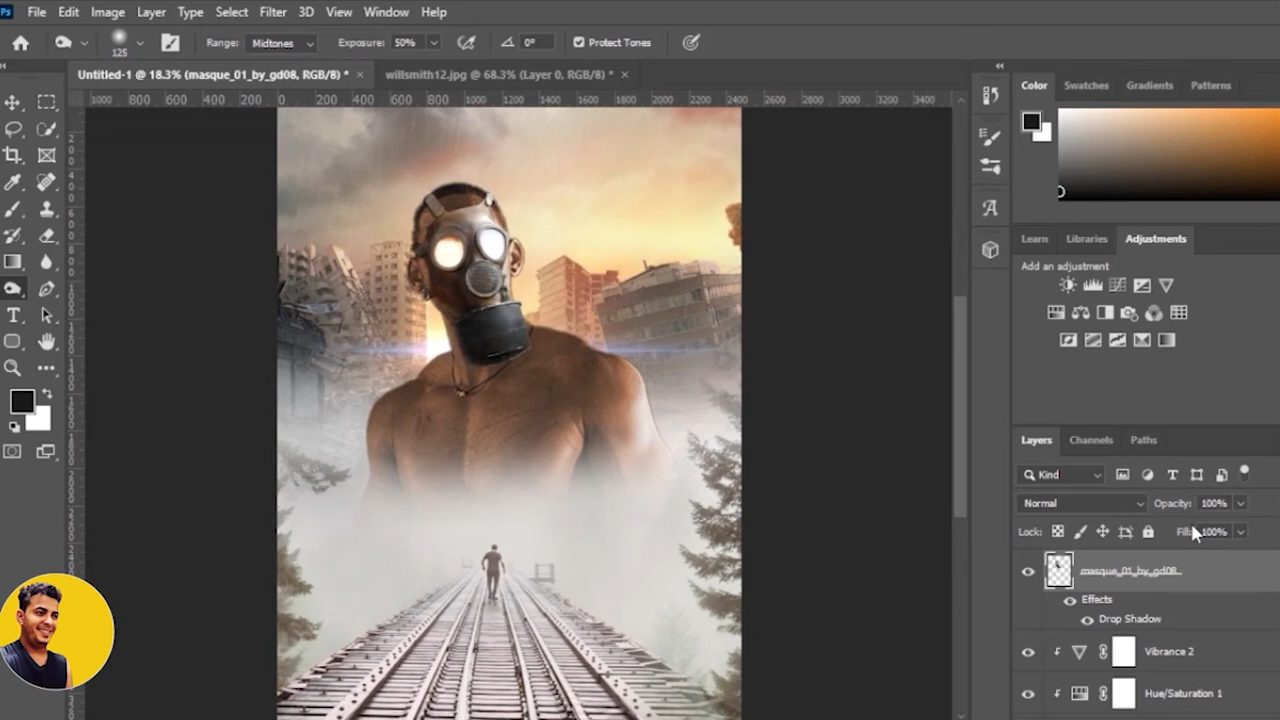 Ps File Edit Image Layer Type Select Filter 3D View Window Help
125 Range: Midtones Exposure: 50% 0° Protect Tones
Untitled-1 @ 18.3% (masque_01_by_gd08, RGB/8) * × willsmith12.jpg @ 68.3% (Layer 0, RGB/8) * ×
1000 800 600 400 200 0 200 400 600 800 1000 1200 1400 1600 1800 2000 2200 2400 2600 2800 3000 3200 3400
Color Swatches Gradients Patterns
Learn Libraries Adjustments
Add an adjustment
Layers Channels Paths
Kind
Normal Opacity: 100%
Lock: Fill: 100%
masque_01_by_gd08
Effects
Drop Shadow
Vibrance 2
Hue/Saturation 1